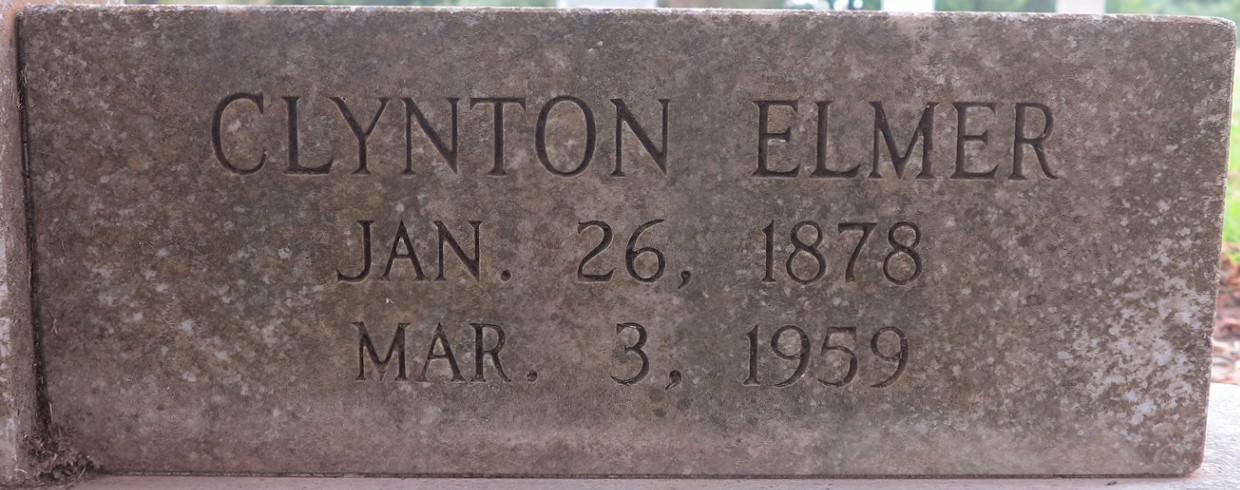 CLYNTON ELMER
JAN. 26, 1878
MAR. 3, 1959